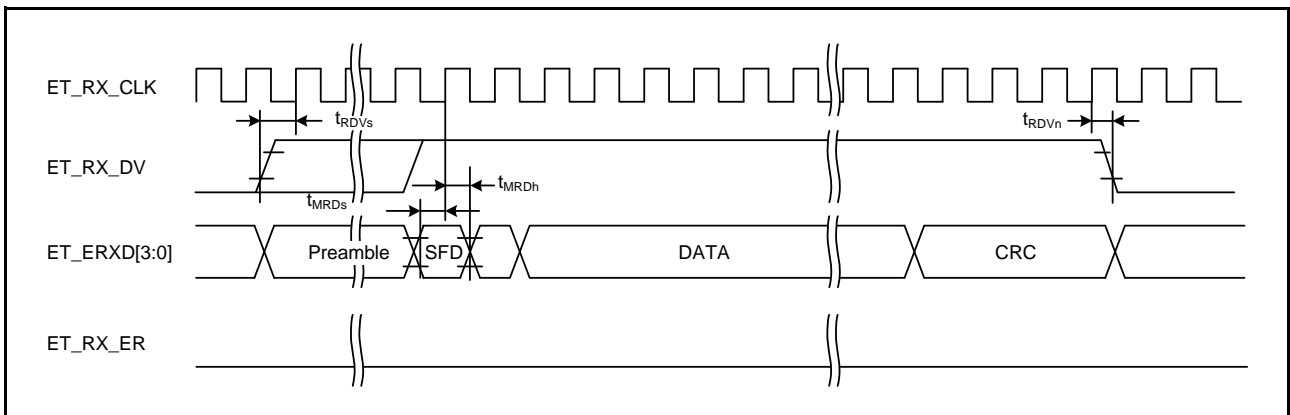 ET_RX_CLK
tRDVs
tRDVn
ET_RX_DV
tMRDs
tMRDh
ET_ERXD[3:0]
Preamble
SFD
DATA
CRC
ET_RX_ER